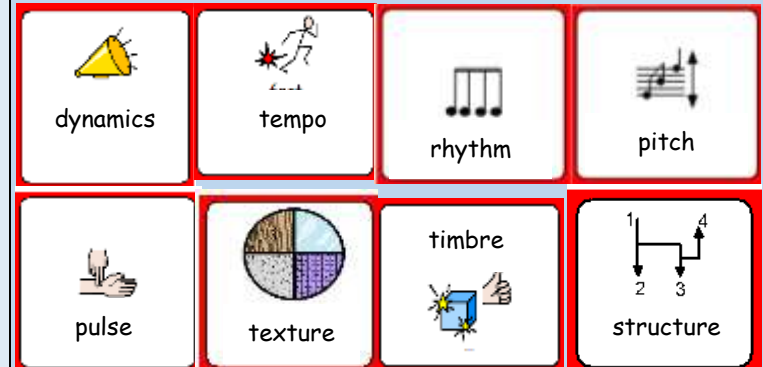 dynamics
tempo
rhythm
pitch
pulse
texture
timbre
1 4
2 3
structure